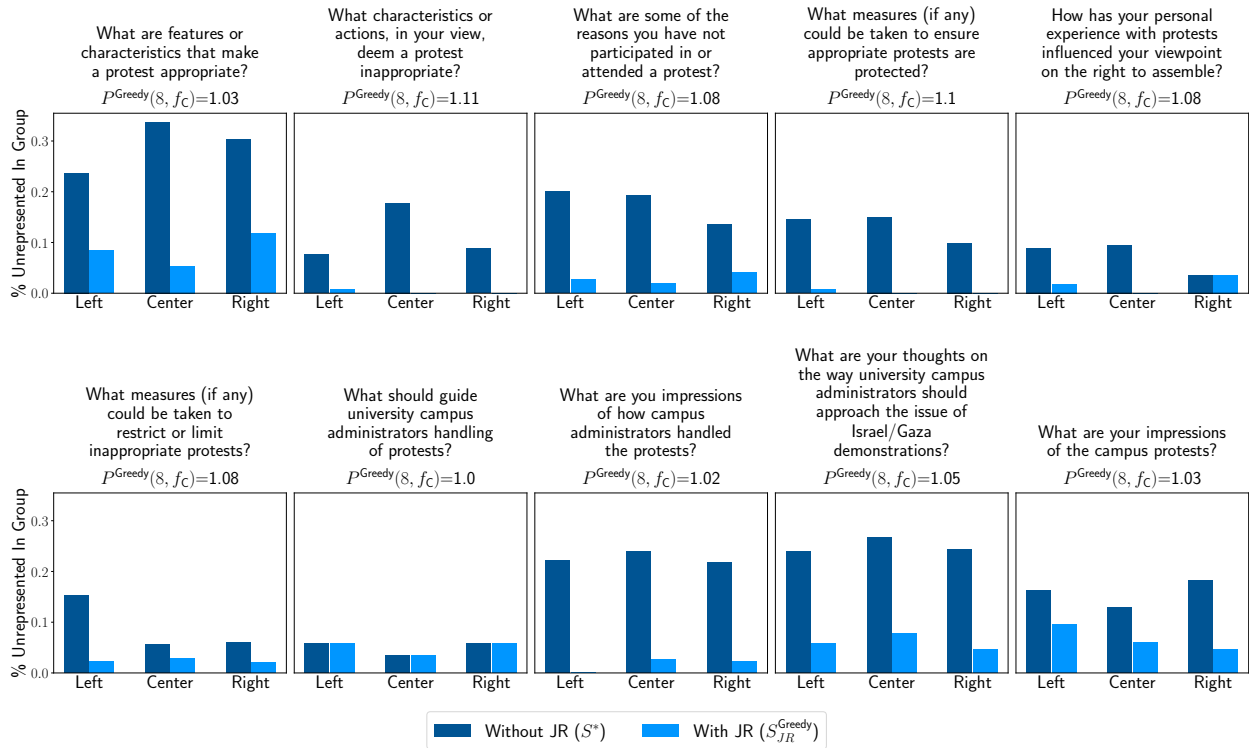 What are features or
characteristics that make
a protest appropriate?
P^Greedy(8, f_C)=1.03
What characteristics or
actions, in your view,
deem a protest
inappropriate?
P^Greedy(8, f_C)=1.11
What are some of the
reasons you have not
participated in or
attended a protest?
P^Greedy(8, f_C)=1.08
What measures (if any)
could be taken to ensure
appropriate protests are
protected?
P^Greedy(8, f_C)=1.1
How has your personal
experience with protests
influenced your viewpoint
on the right to assemble?
P^Greedy(8, f_C)=1.08
% Unrepresented In Group
0.3
0.2
0.1
0.0
Left Center Right
Left Center Right
Left Center Right
Left Center Right
Left Center Right
What measures (if any)
could be taken to
restrict or limit
inappropriate protests?
P^Greedy(8, f_C)=1.08
What should guide
university campus
administrators handling
of protests?
P^Greedy(8, f_C)=1.0
What are you impressions
of how campus
administrators handled
the protests?
P^Greedy(8, f_C)=1.02
What are your thoughts on
the way university campus
administrators should
approach the issue of
Israel/Gaza
demonstrations?
P^Greedy(8, f_C)=1.05
What are your impressions
of the campus protests?
P^Greedy(8, f_C)=1.03
% Unrepresented In Group
0.3
0.2
0.1
0.0
Left Center Right
Left Center Right
Left Center Right
Left Center Right
Left Center Right
Without JR (S*)
With JR (S_JR^Greedy)